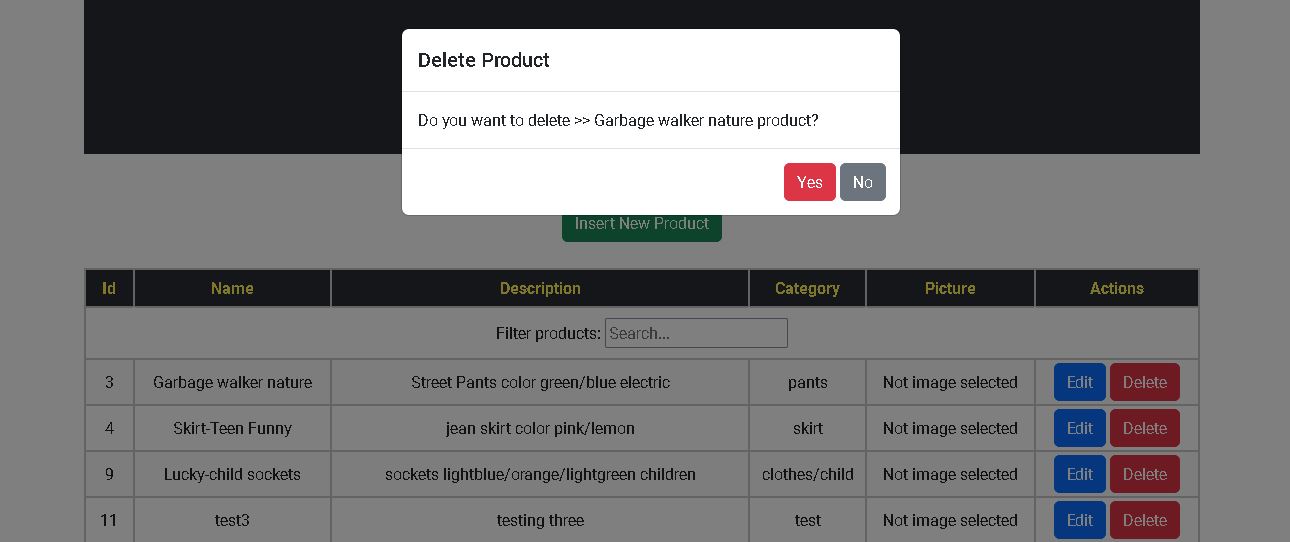 Delete Product
Do you want to delete >> Garbage walker nature product?
Yes No
Insert New Product
Id Name Description Category Picture Actions
Filter products: Search...
3 Garbage walker nature Street Pants color green/blue electric pants Not image selected Edit Delete
4 Skirt-Teen Funny jean skirt color pink/lemon skirt Not image selected Edit Delete
9 Lucky-child sockets sockets lightblue/orange/lightgreen children clothes/child Not image selected Edit Delete
11 test3 testing three test Not image selected Edit Delete